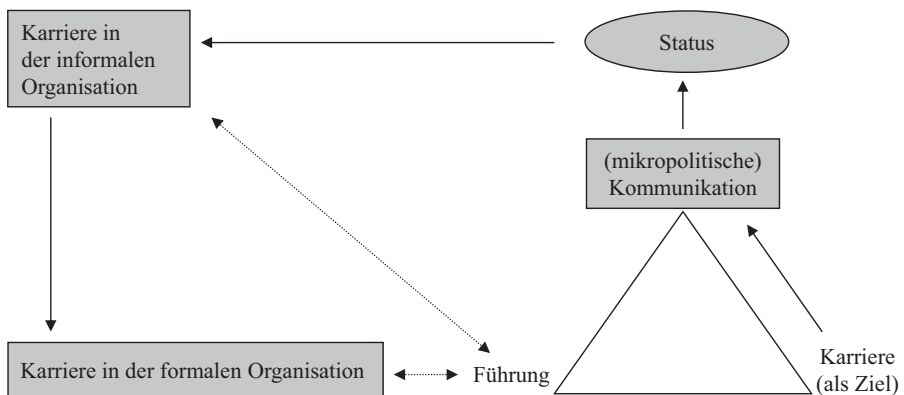 Karriere in
der informalen
Organisation
Status
(mikropolitische)
Kommunikation
Karriere in der formalen Organisation
Führung
Karriere
(als Ziel)